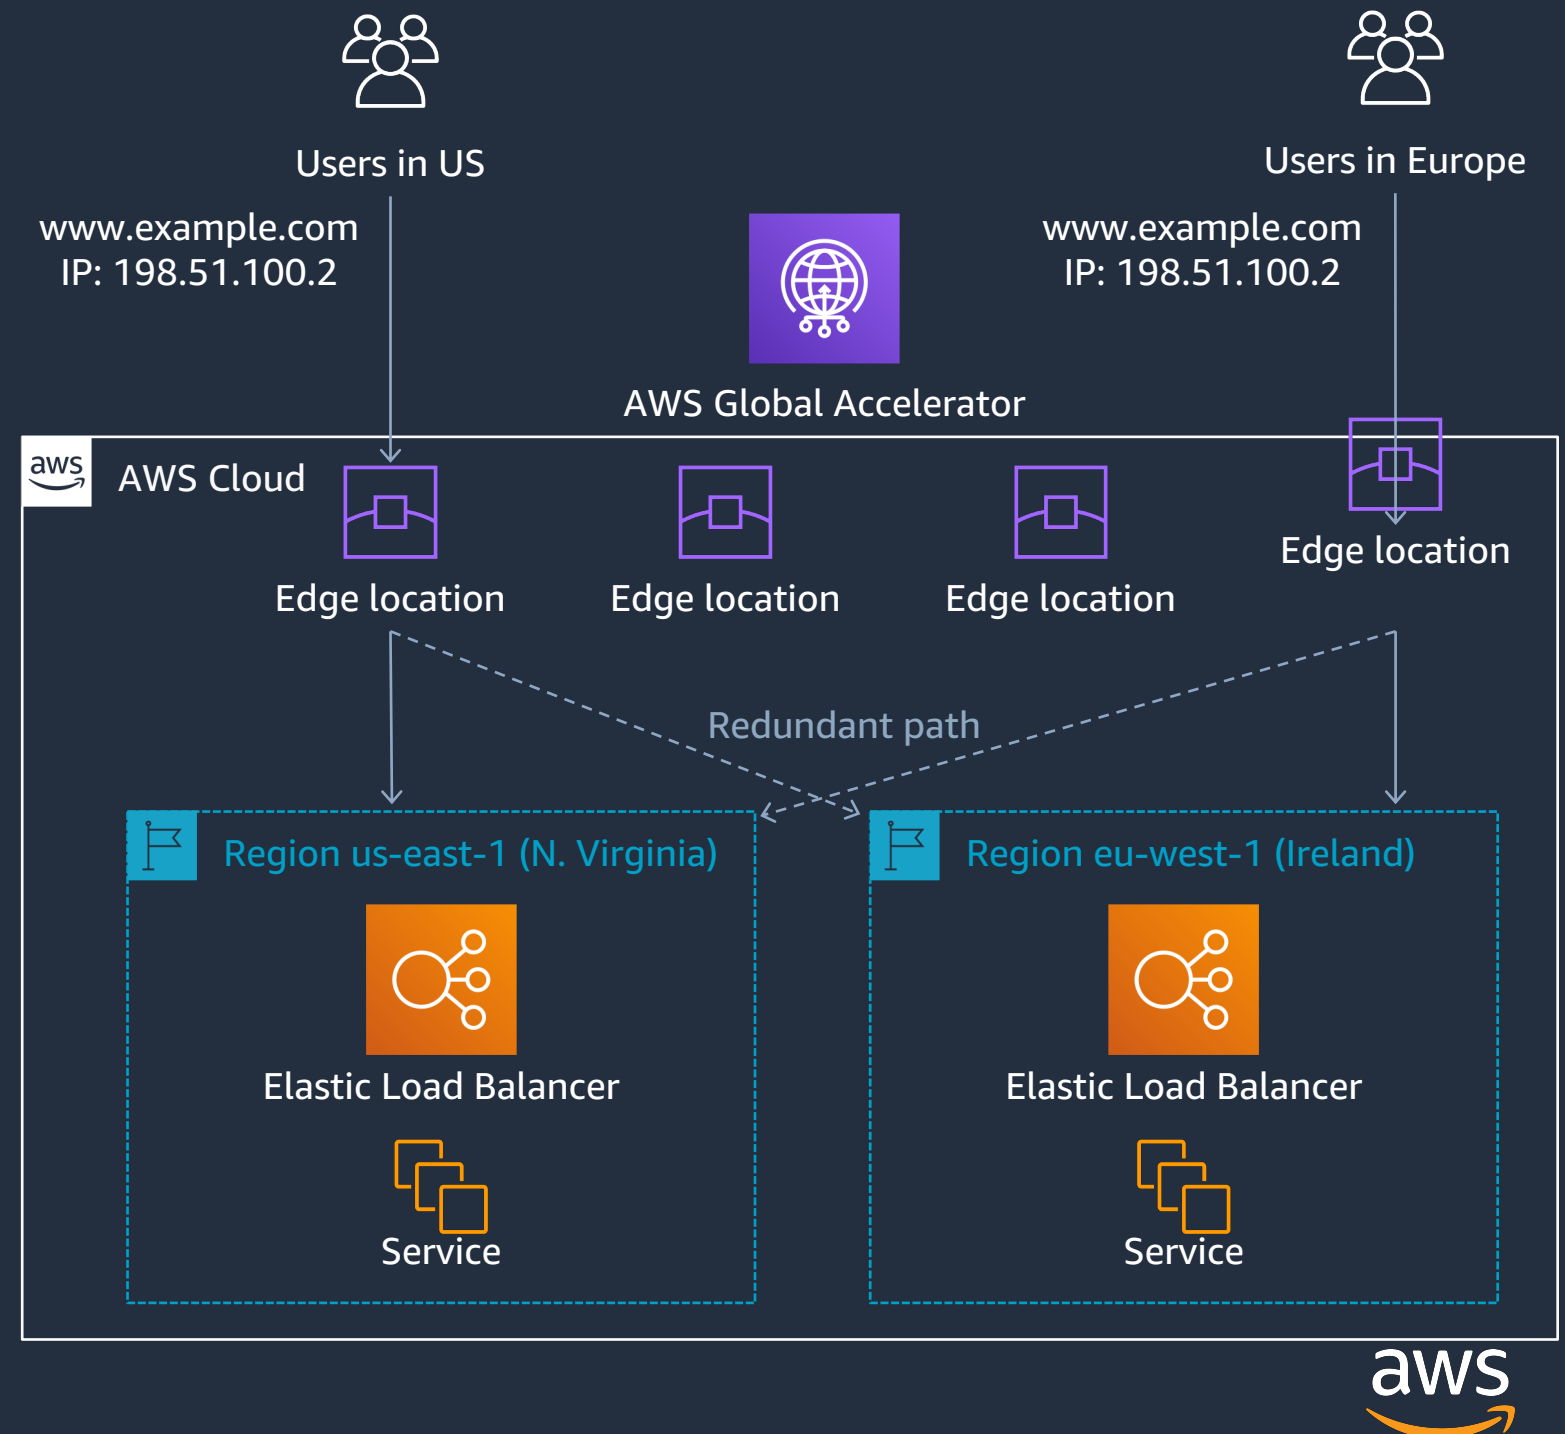 Users in US
Users in Europe
www.example.com
IP: 198.51.100.2
www.example.com
IP: 198.51.100.2
AWS Global Accelerator
aws
AWS Cloud
Edge location
Edge location
Edge location
Edge location
Redundant path
Region us-east-1 (N. Virginia)
Region eu-west-1 (Ireland)
Elastic Load Balancer
Elastic Load Balancer
Service
Service
aws